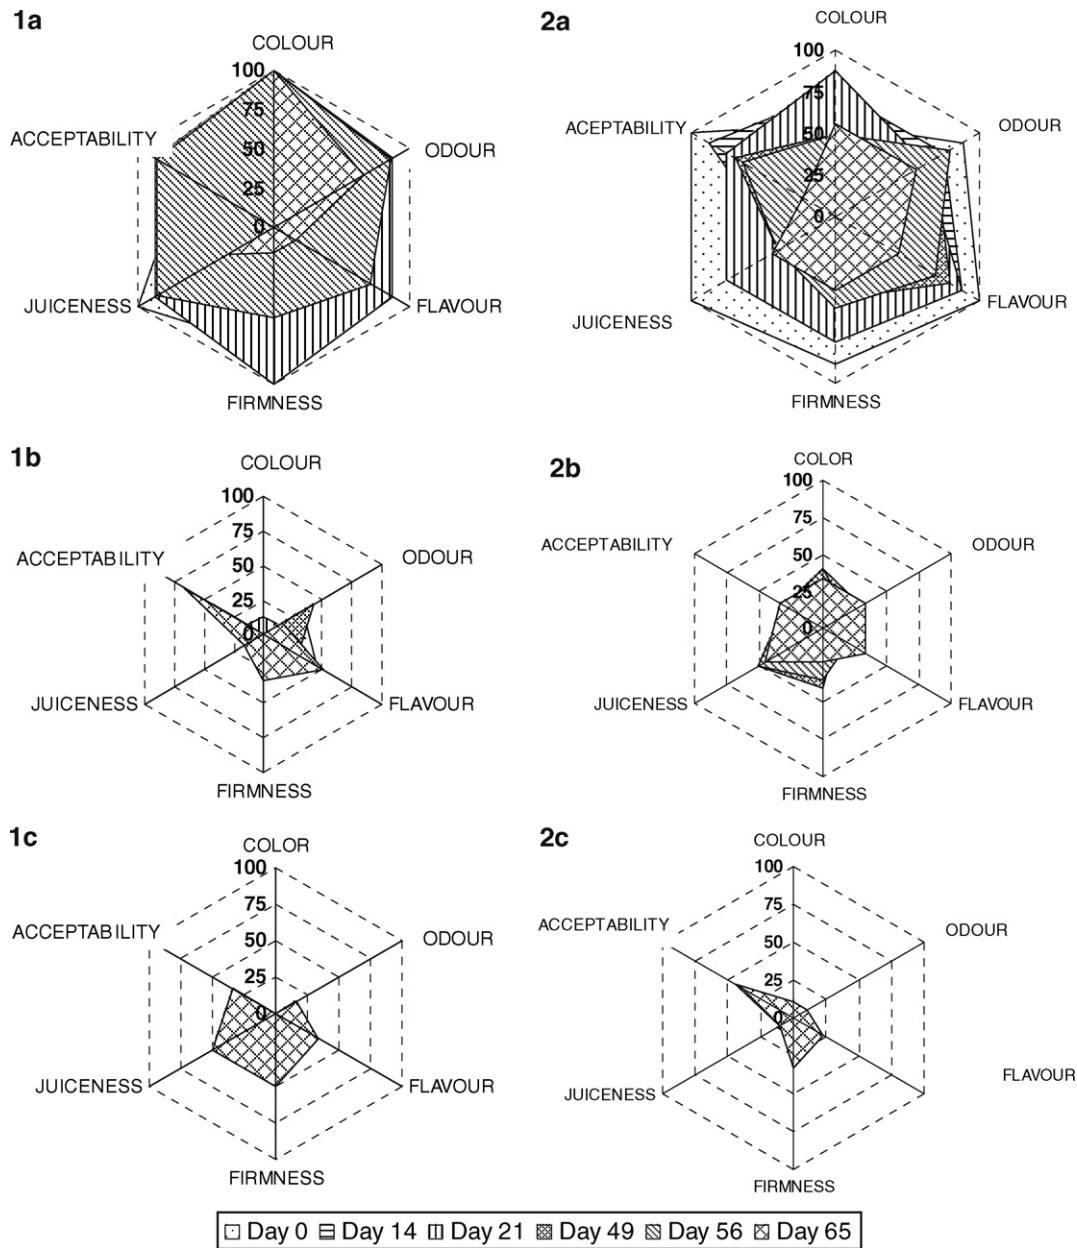 1a
COLOUR
100
75
50
25
0
ACCEPTABILITY
ODOUR
JUICENESS
FLAVOUR
FIRMNESS
2a
COLOUR
100
75
50
25
0
ACEPTABILITY
ODOUR
JUICENESS
FLAVOUR
FIRMNESS
1b
COLOUR
100
75
50
25
0
ACCEPTABILITY
ODOUR
JUICENESS
FLAVOUR
FIRMNESS
2b
COLOR
100
75
50
25
0
ACCEPTABILITY
ODOUR
JUICENESS
FLAVOUR
FIRMNESS
1c
COLOR
100
75
50
25
0
ACCEPTABILITY
ODOUR
JUICENESS
FLAVOUR
FIRMNESS
2c
COLOUR
100
75
50
25
0
ACCEPTABILITY
ODOUR
JUICENESS
FLAVOUR
FIRMNESS
Day 0 Day 14 Day 21 Day 49 Day 56 Day 65